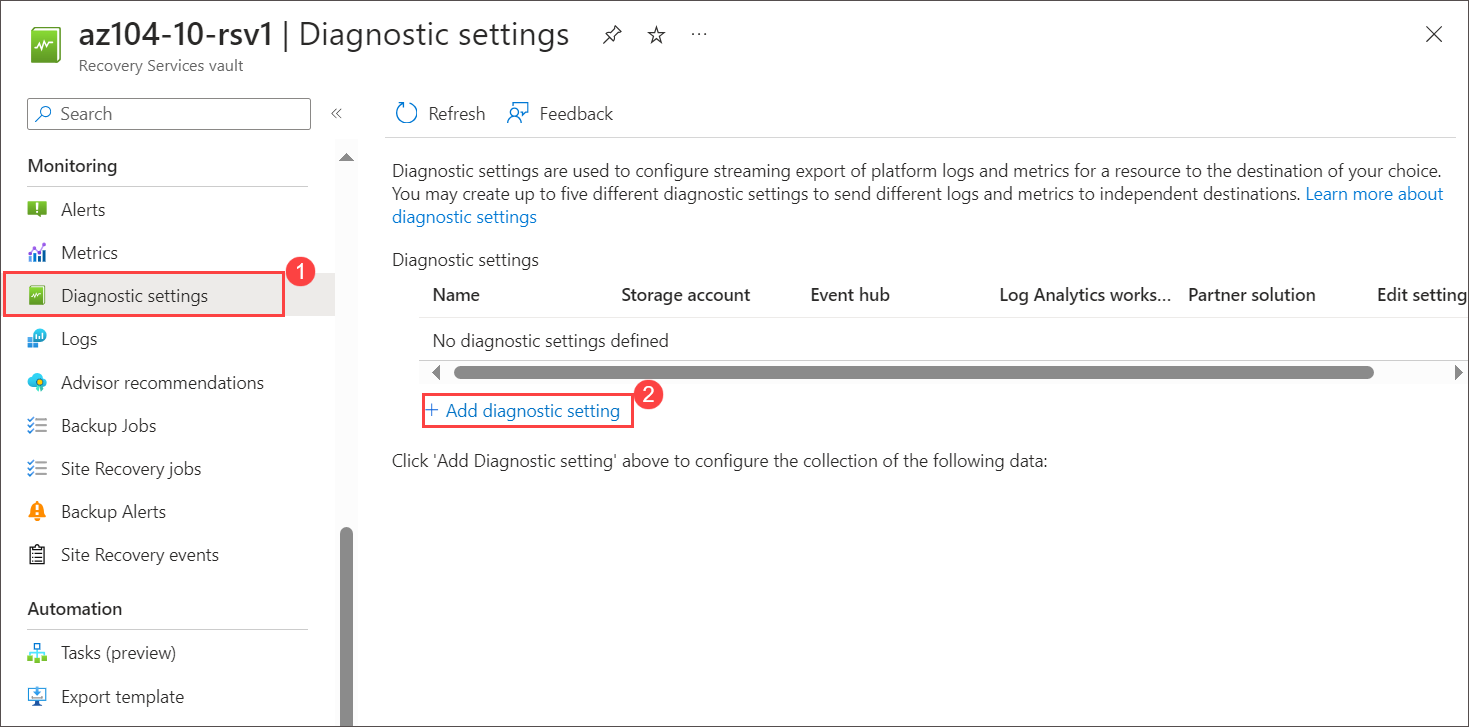 az104-10-rsv1 | Diagnostic settings
Recovery Services vault
Search
Refresh
Feedback
Monitoring
Alerts
Metrics
Diagnostic settings
1
Logs
Advisor recommendations
Backup Jobs
Site Recovery jobs
Backup Alerts
Site Recovery events
Automation
Tasks (preview)
Export template
Diagnostic settings are used to configure streaming export of platform logs and metrics for a resource to the destination of your choice.
You may create up to five different diagnostic settings to send different logs and metrics to independent destinations. Learn more about
diagnostic settings
Diagnostic settings
Name Storage account Event hub Log Analytics works... Partner solution Edit setting
No diagnostic settings defined
+ Add diagnostic setting
2
Click 'Add Diagnostic setting' above to configure the collection of the following data: